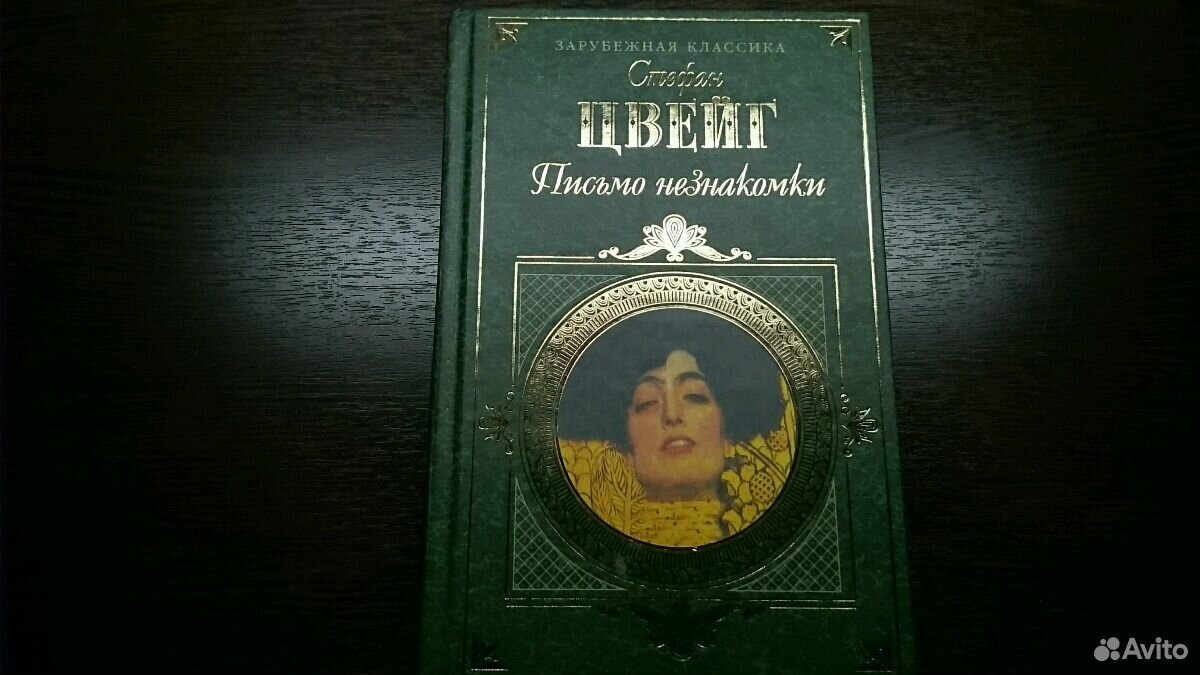 ЗАРУБЕЖНАЯ КЛАССИКА
Стефан
ЦВЕЙГ
Письмо незнакомки
Avito